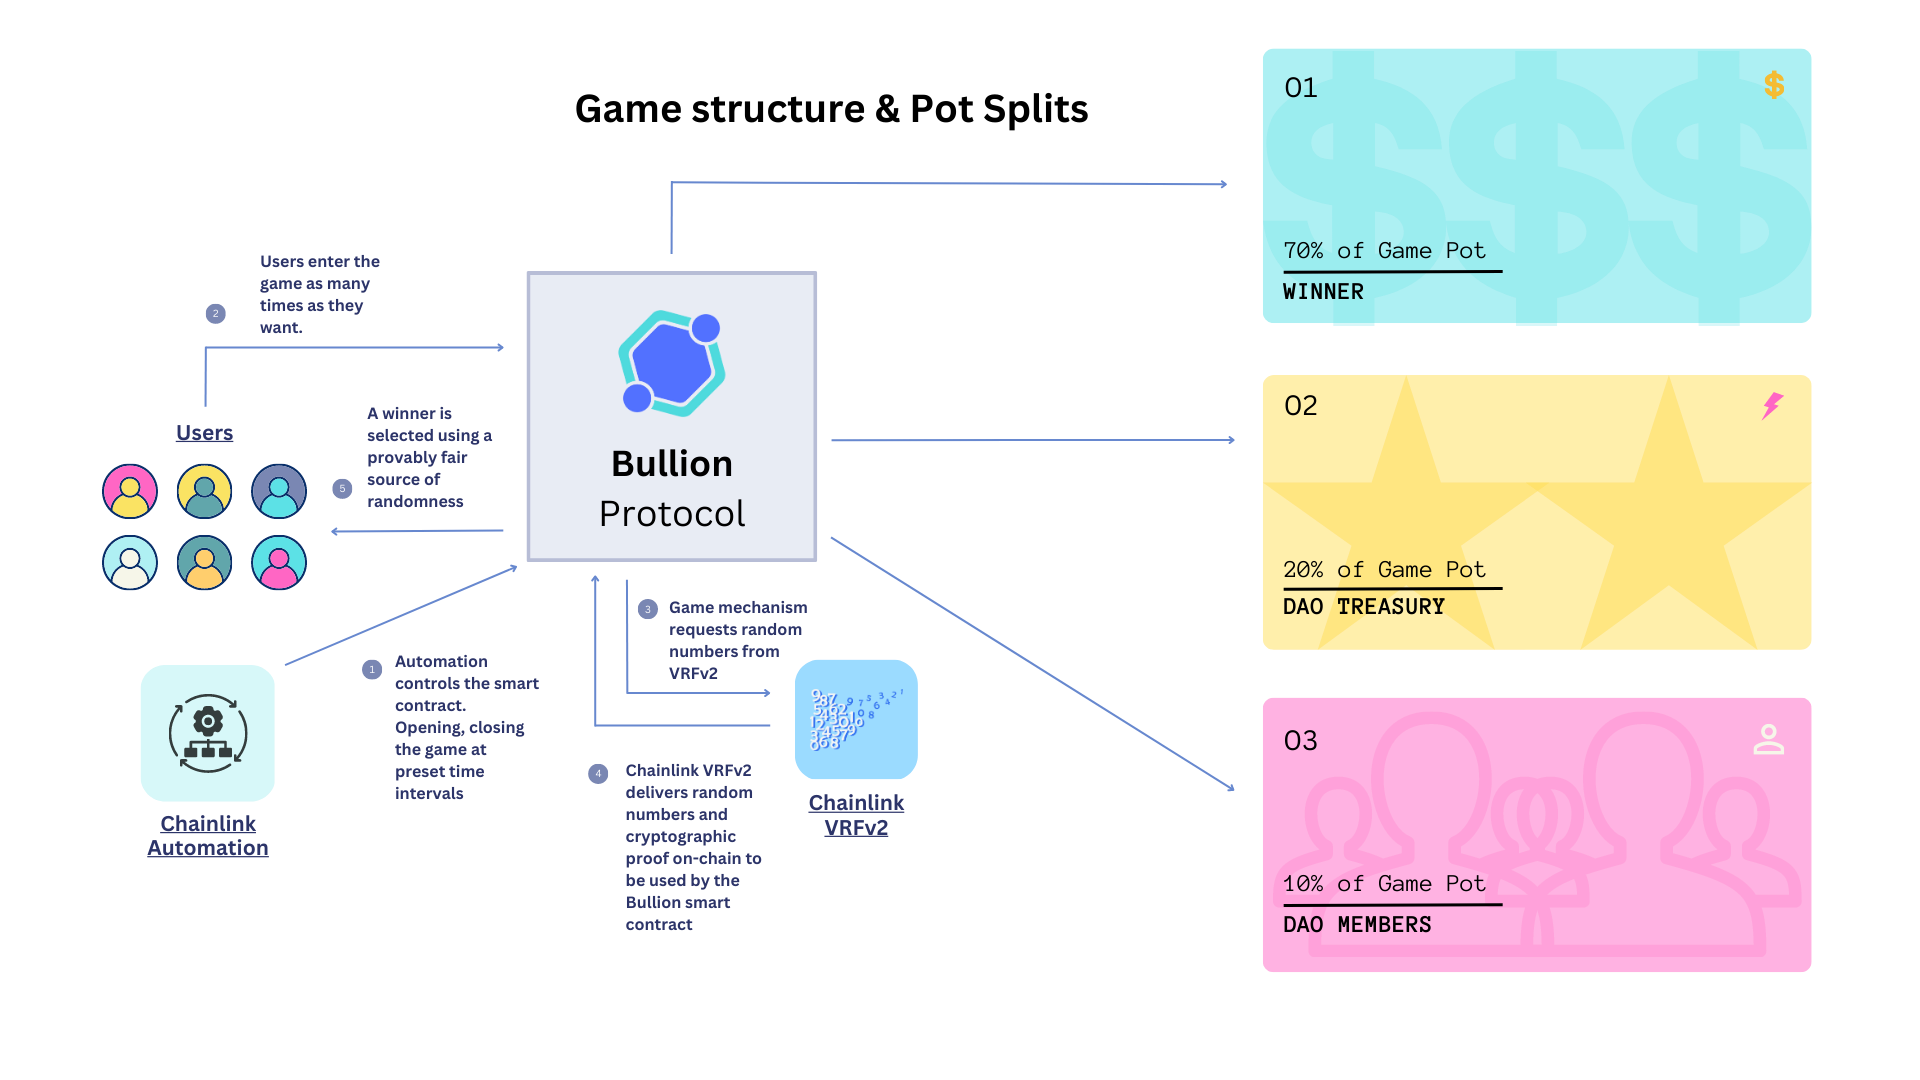 Game structure & Pot Splits
Users enter the
game as many
times as they
want.
2
Users
A winner is
selected using a
provably fair
source of
randomness
5
Bullion
Protocol
1
Automation
controls the smart
contract.
Opening, closing
the game at
preset time
intervals
Chainlink
Automation
3
Game mechanism
requests random
numbers from
VRFv2
4
Chainlink VRFv2
delivers random
numbers and
cryptographic
proof on-chain to
be used by the
Bullion smart
contract
Chainlink
VRFv2
01
$
70% of Game Pot
WINNER
02
20% of Game Pot
DAO TREASURY
03
10% of Game Pot
DAO MEMBERS